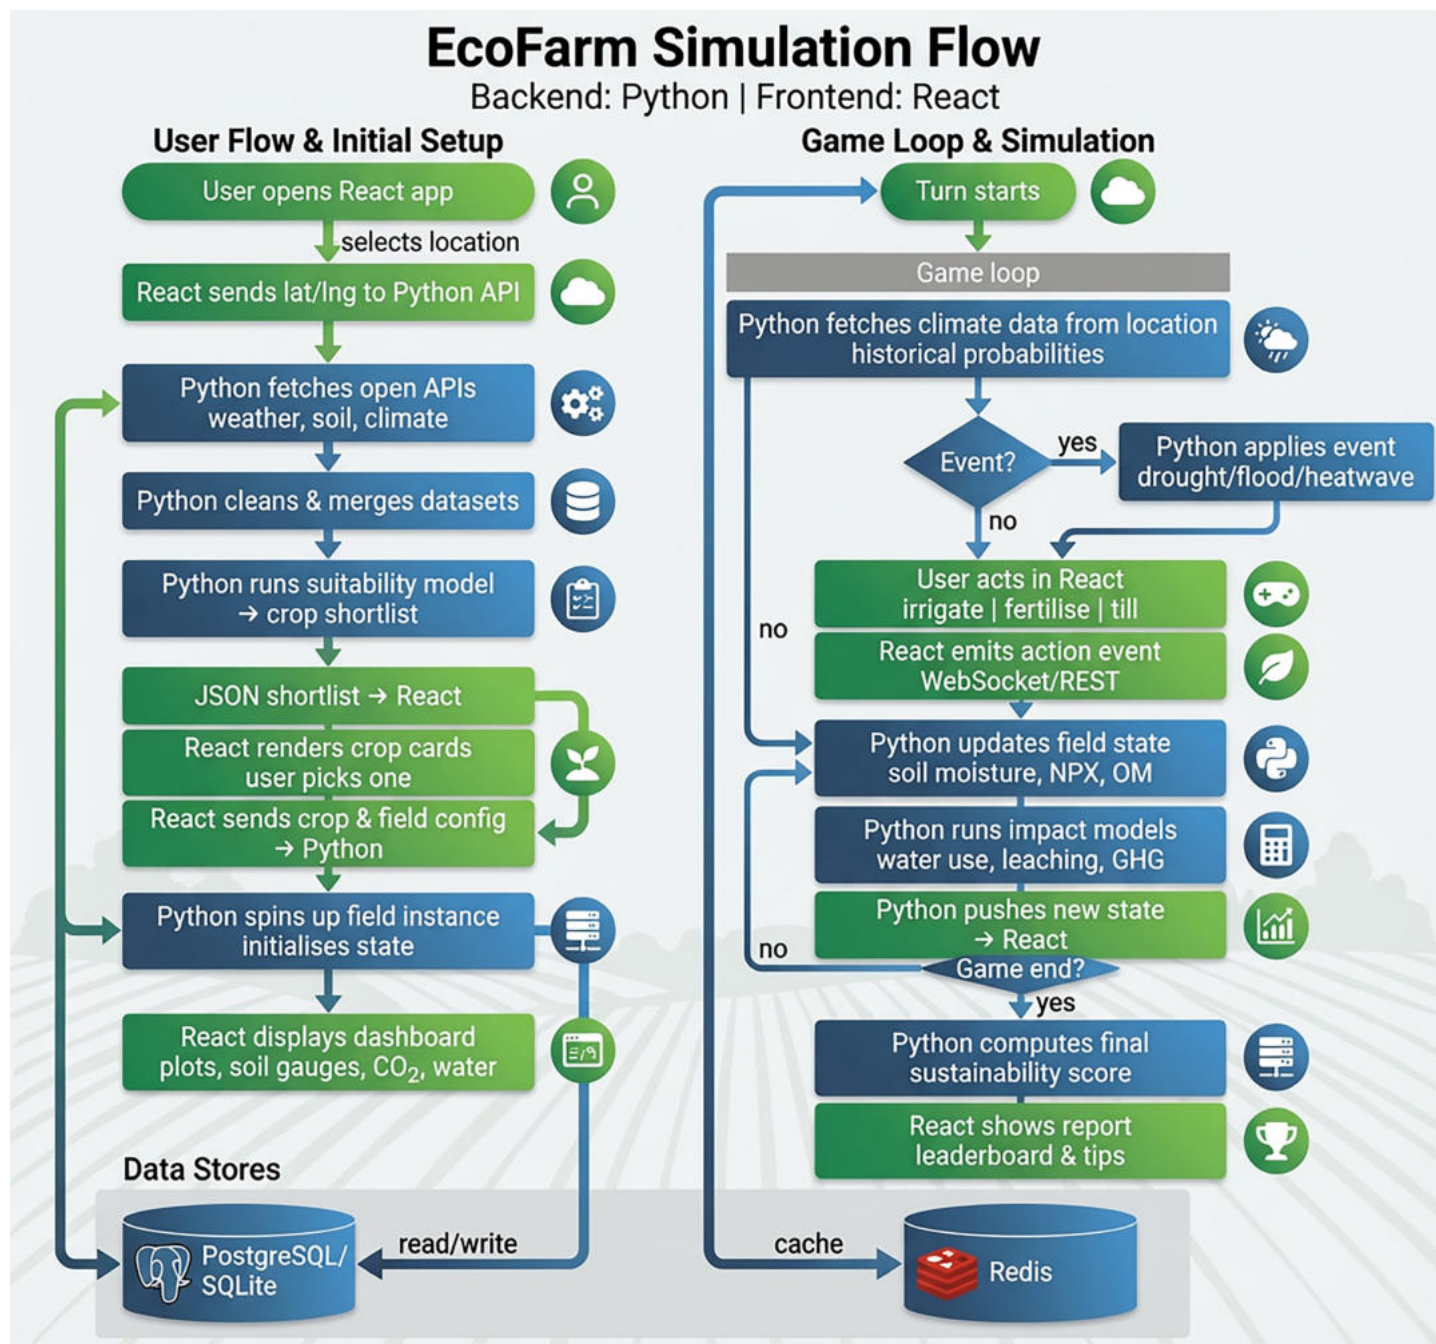 EcoFarm Simulation Flow
Backend: Python | Frontend: React
User Flow & Initial Setup
User opens React app
selects location
React sends lat/lng to Python API
Python fetches open APIs
weather, soil, climate
Python cleans & merges datasets
Python runs suitability model
→ crop shortlist
JSON shortlist → React
React renders crop cards
user picks one
React sends crop & field config
→ Python
Python spins up field instance
initialises state
React displays dashboard
plots, soil gauges, CO₂, water
Game Loop & Simulation
Turn starts
Game loop
Python fetches climate data from location
historical probabilities
Event?
yes
Python applies event
drought/flood/heatwave
no
User acts in React
irrigate | fertilise | till
no
React emits action event
WebSocket/REST
Python updates field state
soil moisture, NPX, OM
Python runs impact models
water use, leaching, GHG
Python pushes new state
→ React
no
Game end?
yes
Python computes final
sustainability score
React shows report
leaderboard & tips
Data Stores
PostgreSQL/
SQLite
read/write
cache
Redis